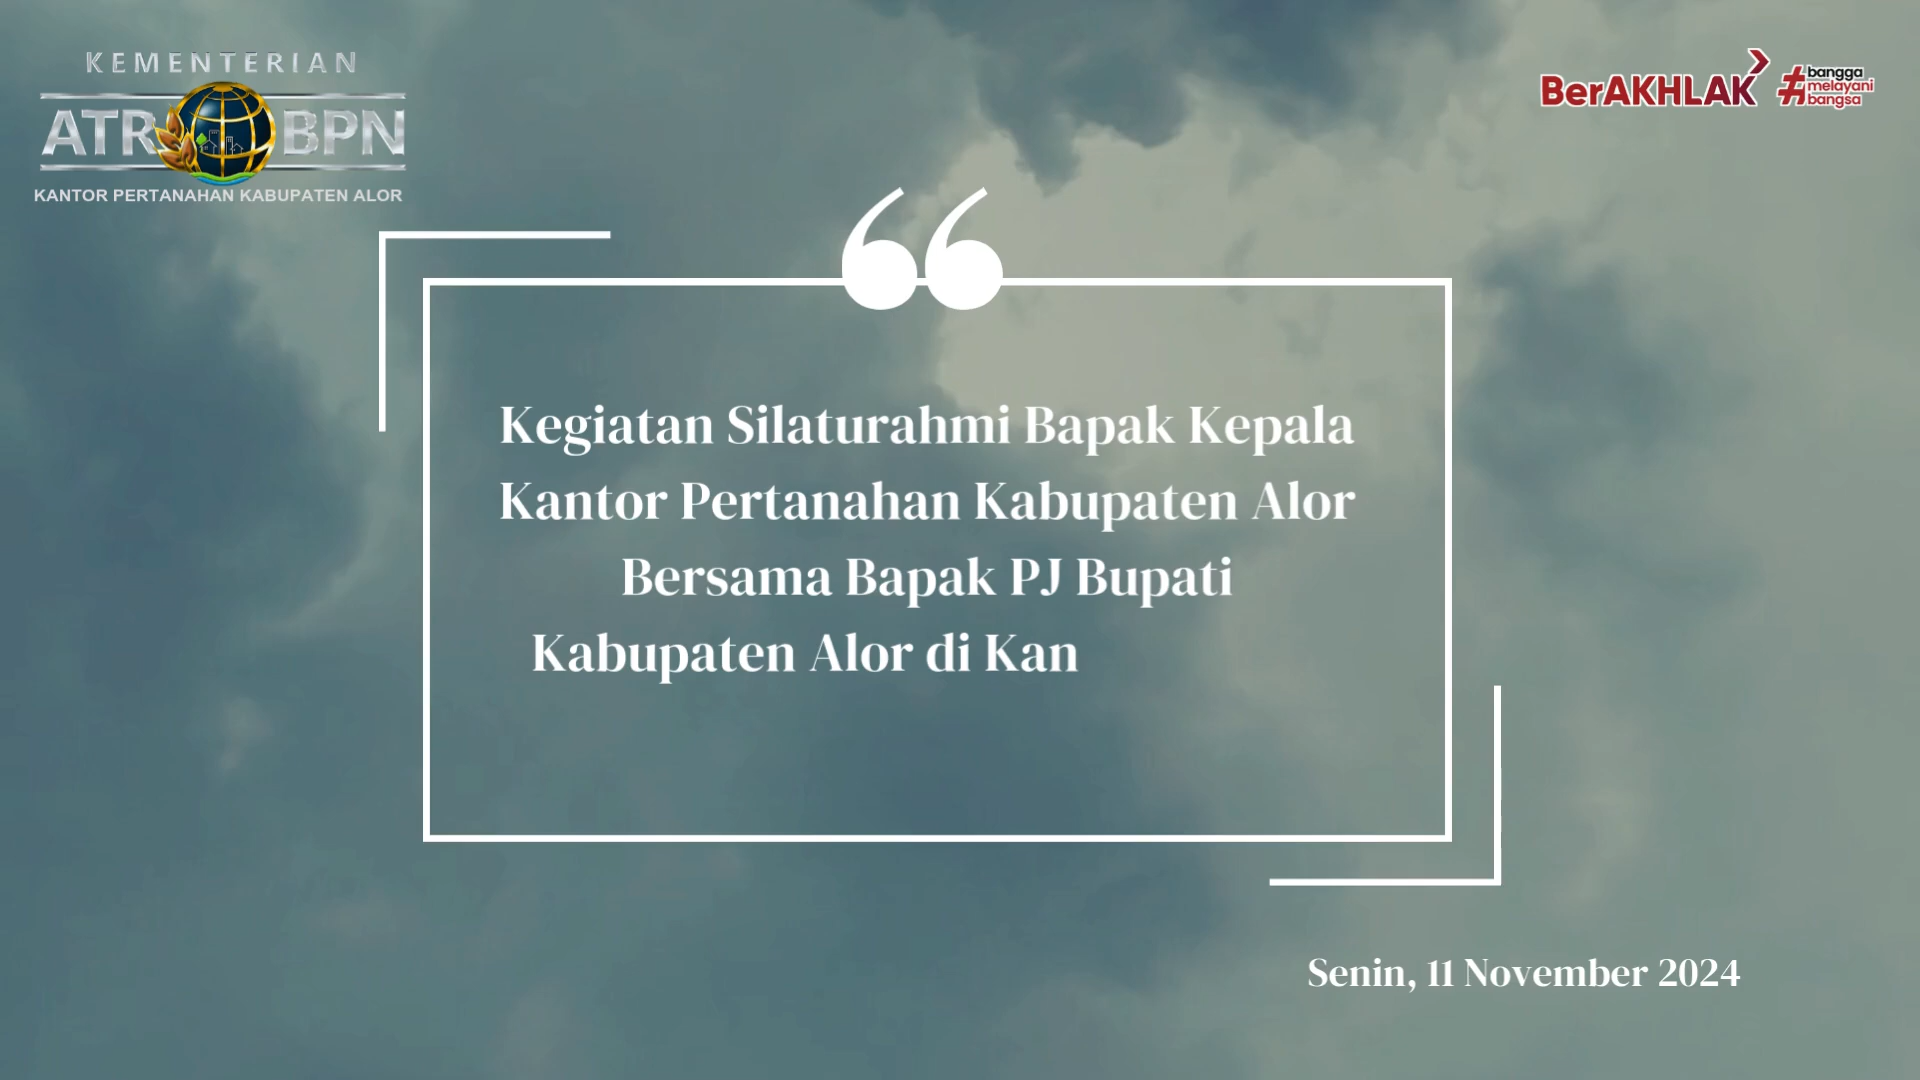 KEMENTERIAN
ATR BPN
KANTOR PERTANAHAN KABUPATEN ALOR
BerAKHLAK
#bangga
melayani
bangsa
Kegiatan Silaturahmi Bapak Kepala
Kantor Pertanahan Kabupaten Alor
Bersama Bapak PJ Bupati
Kabupaten Alor di Kan
Senin, 11 November 2024